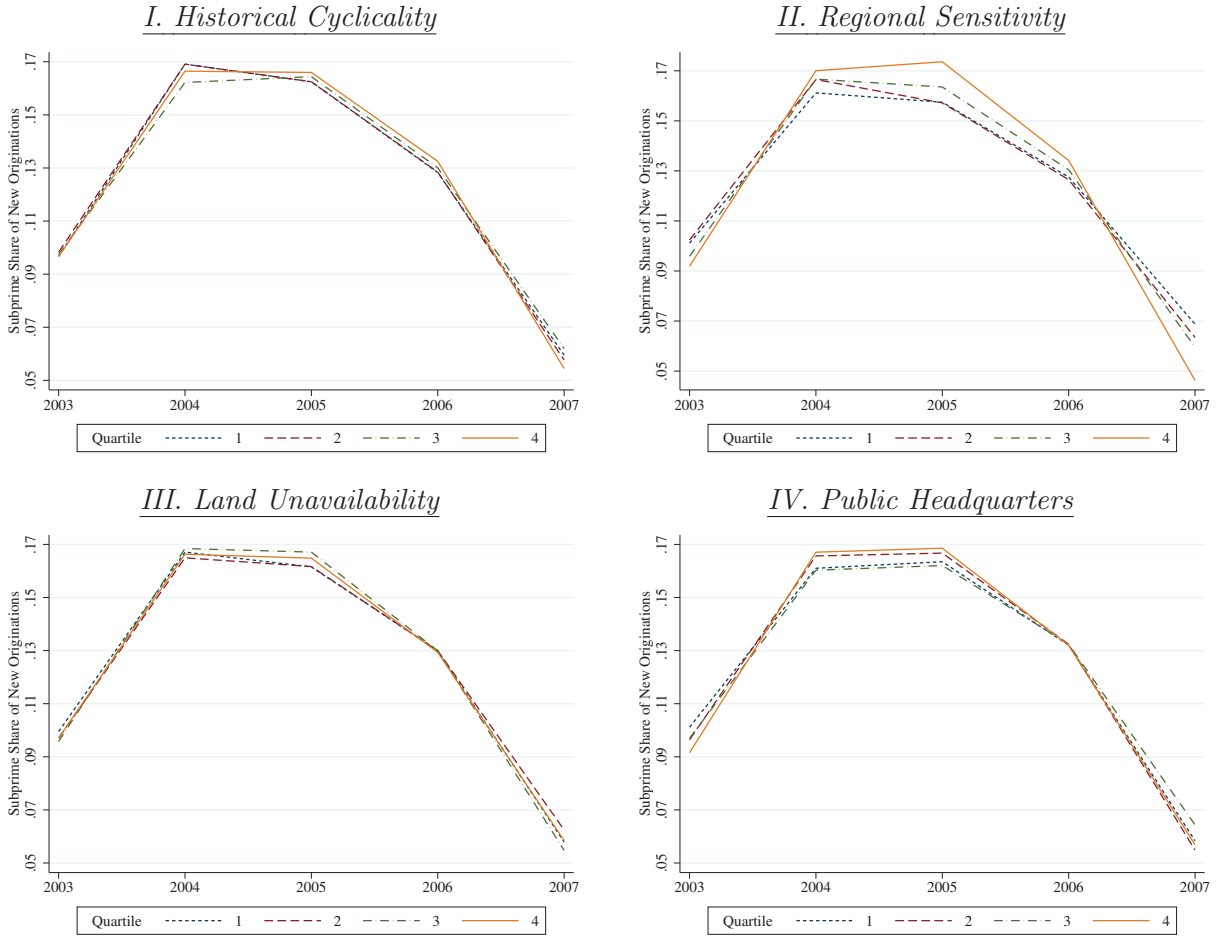 I. Historical Cyclicality
Subprime Share of New Originations
.17
.15
.13
.11
.09
.07
.05
2003 2004 2005 2006 2007
Quartile 1 2 3 4
II. Regional Sensitivity
Subprime Share of New Originations
.17
.15
.13
.11
.09
.07
.05
2003 2004 2005 2006 2007
Quartile 1 2 3 4
III. Land Unavailability
Subprime Share of New Originations
.17
.15
.13
.11
.09
.07
.05
2003 2004 2005 2006 2007
Quartile 1 2 3 4
IV. Public Headquarters
Subprime Share of New Originations
.17
.15
.13
.11
.09
.07
.05
2003 2004 2005 2006 2007
Quartile 1 2 3 4